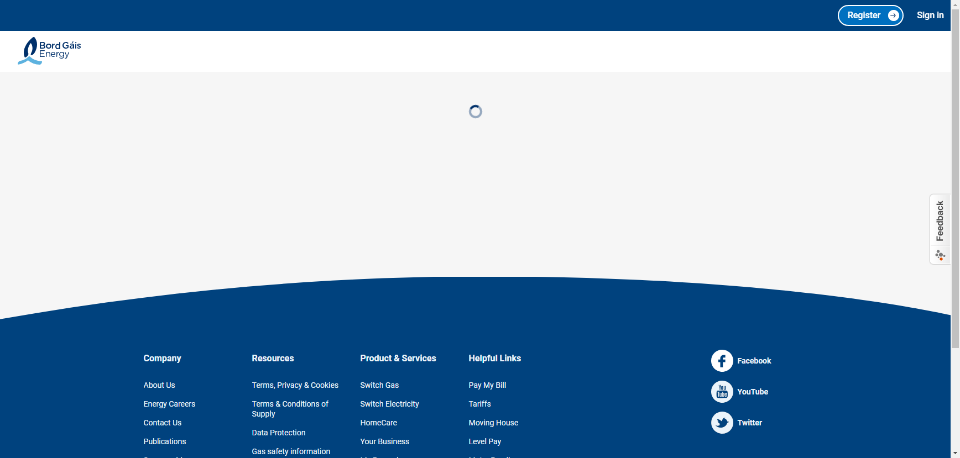 Register
Sign In
Bord Gáis
Energy
Feedback
Company
About Us
Energy Careers
Contact Us
Publications
Resources
Terms, Privacy & Cookies
Terms & Conditions of
Supply
Data Protection
Gas safety information
Product & Services
Switch Gas
Switch Electricity
HomeCare
Your Business
Helpful Links
Pay My Bill
Tariffs
Moving House
Level Pay
Facebook
YouTube
Twitter